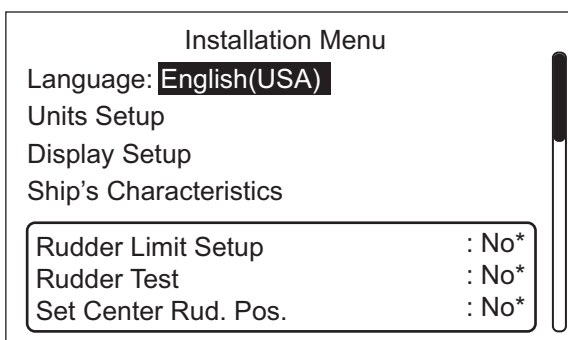 Installation Menu
Language: English(USA)
Units Setup
Display Setup
Ship's Characteristics
Rudder Limit Setup : No*
Rudder Test : No*
Set Center Rud. Pos. : No*